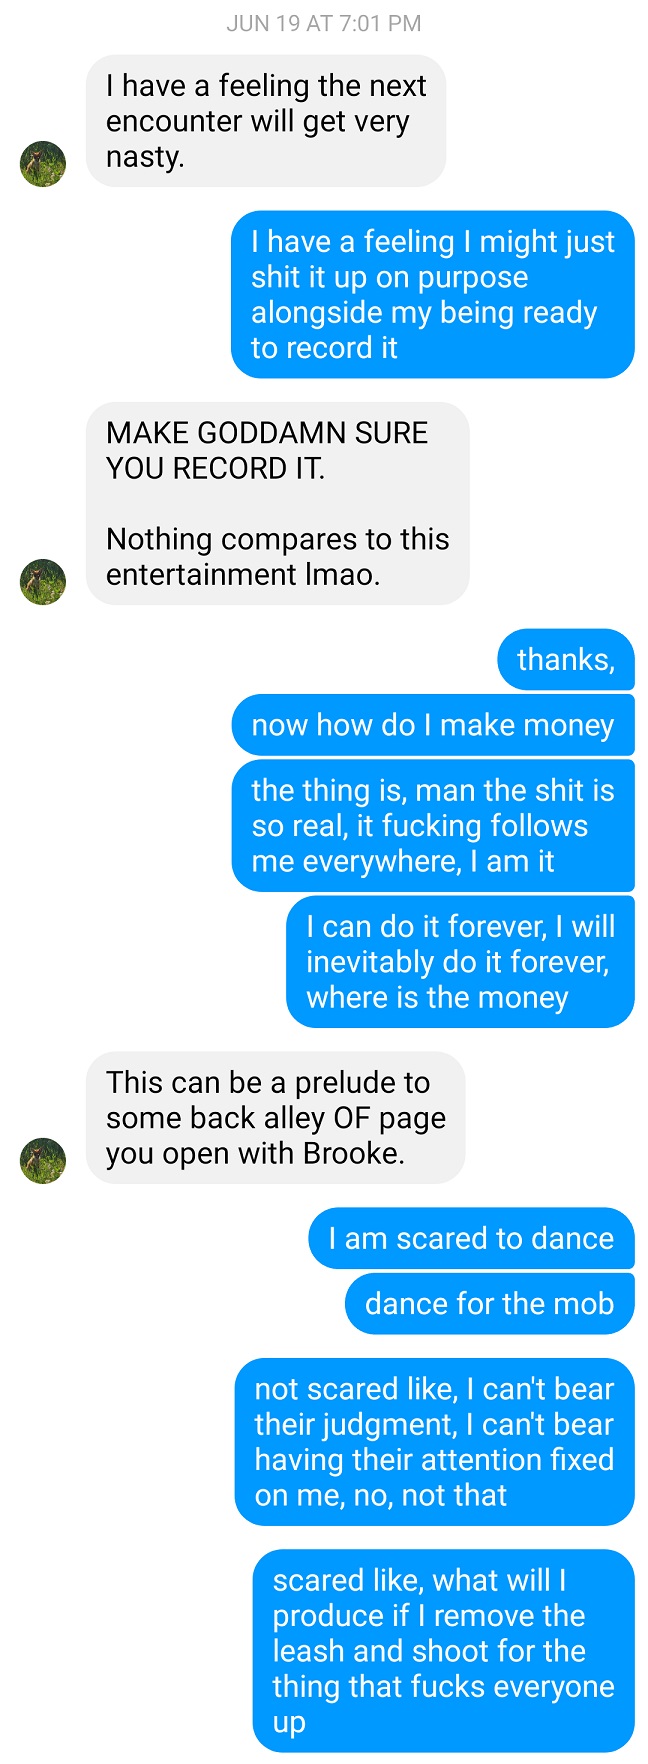 JUN 19 AT 7:01 PM
I have a feeling the next
encounter will get very
nasty.
I have a feeling I might just
shit it up on purpose
alongside my being ready
to record it
MAKE GODDAMN SURE
YOU RECORD IT.
Nothing compares to this
entertainment lmao.
thanks,
now how do I make money
the thing is, man the shit is
so real, it fucking follows
me everywhere, I am it
I can do it forever, I will
inevitably do it forever,
where is the money
This can be a prelude to
some back alley OF page
you open with Brooke.
I am scared to dance
dance for the mob
not scared like, I can't bear
their judgment, I can't bear
having their attention fixed
on me, no, not that
scared like, what will I
produce if I remove the
leash and shoot for the
thing that fucks everyone
up